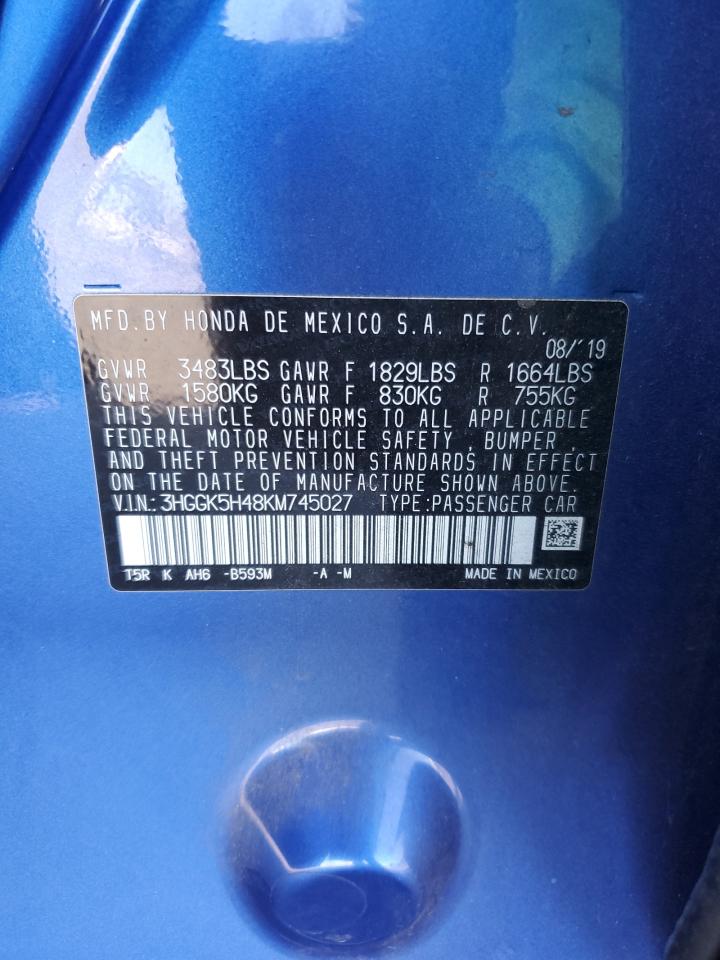 MFD. BY HONDA DE MEXICO S.A. DE C.V.
08/'19
GVWR 3483LBS GAWR F 1829LBS R 1664LBS
GVWR 1580KG GAWR F 830KG R 755KG
THIS VEHICLE CONFORMS TO ALL APPLICABLE
FEDERAL MOTOR VEHICLE SAFETY , BUMPER ,
AND THEFT PREVENTION STANDARDS IN EFFECT
ON THE DATE OF MANUFACTURE SHOWN ABOVE.
V.I.N.: 3HGGK5H48KM745027 TYPE:PASSENGER CAR
T5R K AH6 -B593M -A -M MADE IN MEXICO